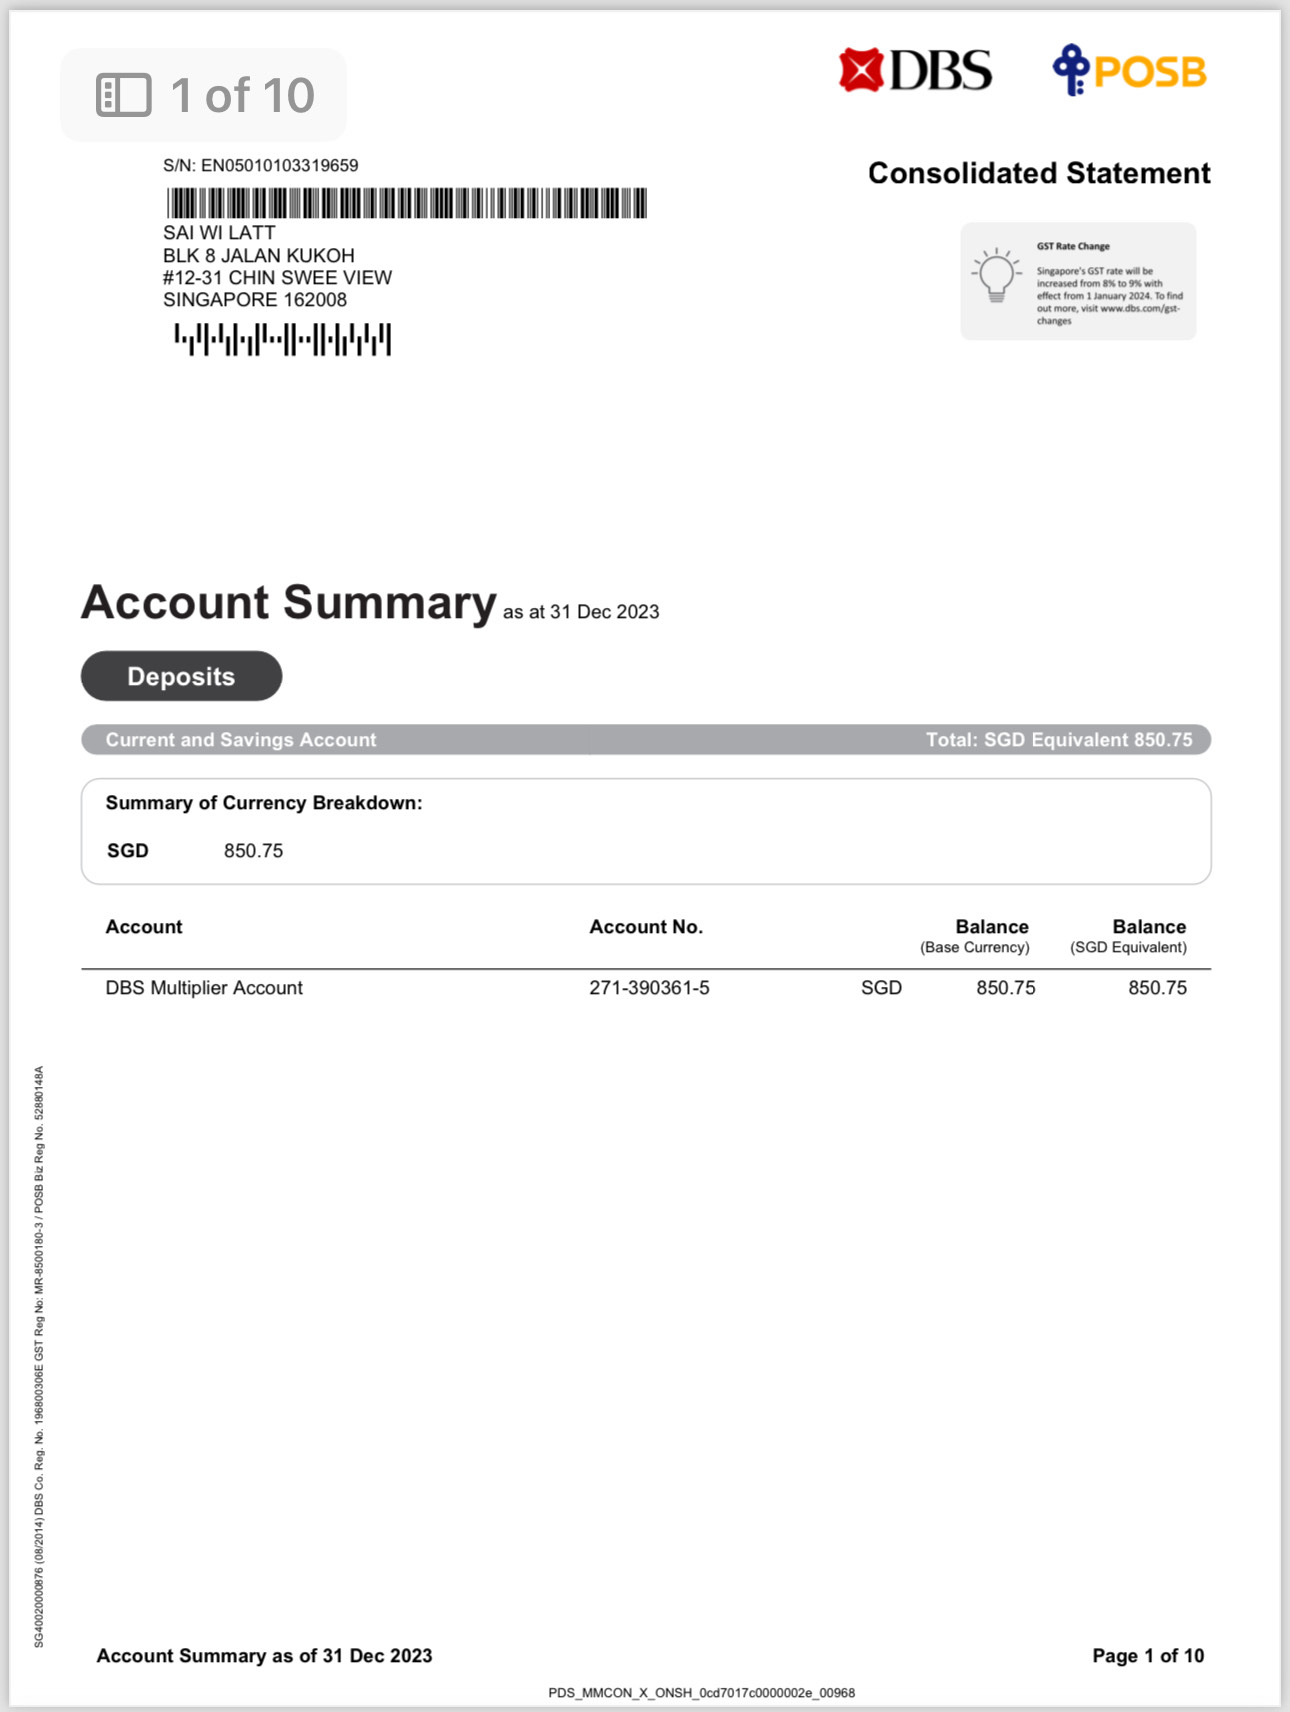 1 of 10
DBS
POSB
S/N: EN05010103319659
Consolidated Statement
SAI WI LATT
BLK 8 JALAN KUKOH
#12-31 CHIN SWEE VIEW
SINGAPORE 162008
GST Rate Change
Singapore's GST rate will be
increased from 8% to 9% with
effect from 1 January 2024. To find
out more, visit www.dbs.com/gst-
changes
Account Summary as at 31 Dec 2023
Deposits
Current and Savings Account Total: SGD Equivalent 850.75
Summary of Currency Breakdown:
SGD 850.75
Account Account No. Balance Balance
(Base Currency) (SGD Equivalent)
DBS Multiplier Account 271-390361-5 SGD 850.75 850.75
SG40020000876 (08/2014) DBS Co. Reg. No. 196800306E GST Reg No: MR-8500180-3 / POSB Biz Reg No. 52880148A
Account Summary as of 31 Dec 2023 Page 1 of 10
PDS_MMCON_X_ONSH_0cd7017c0000002e_00968